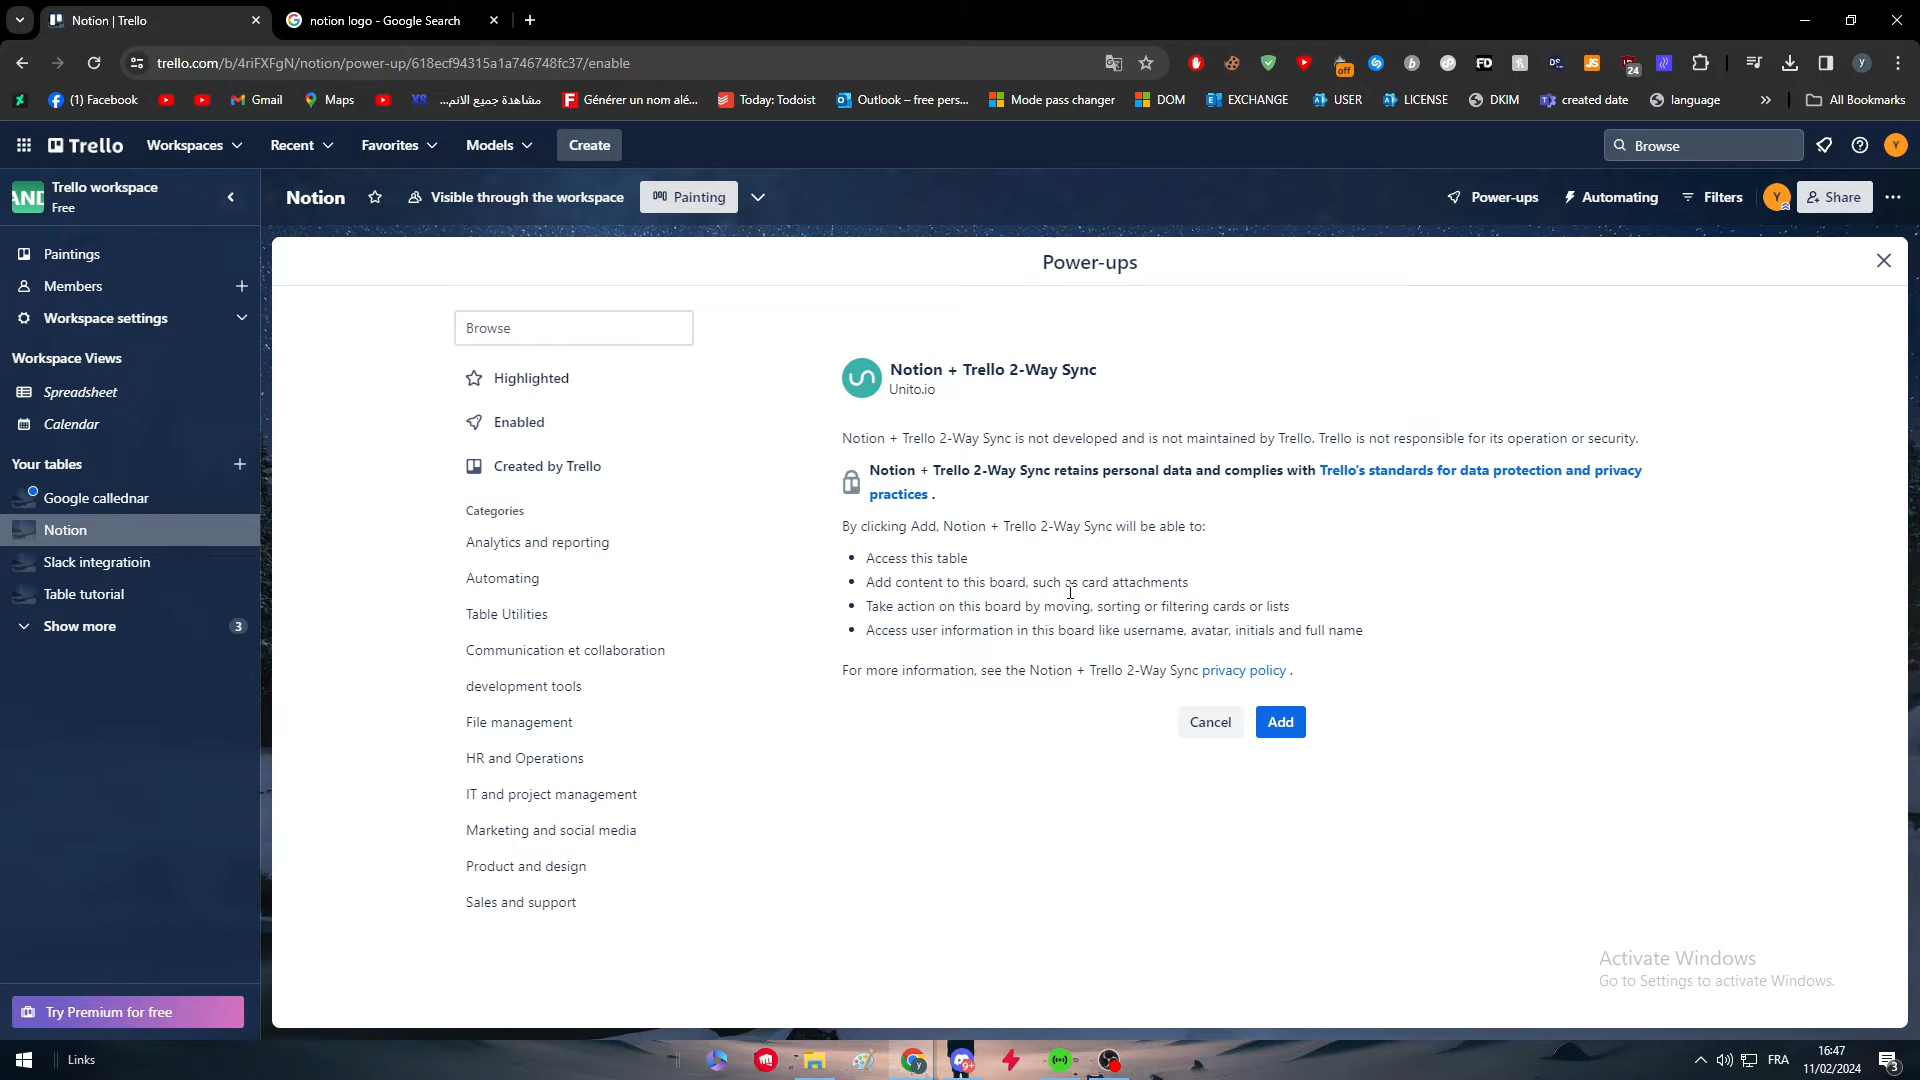 Notion | Trello
notion logo - Google Search
trello.com/b/4riFXFgN/notion/power-up/618ecf94315a1a746748fc37/enable
off
FD
JS
24
y
(1) Facebook
Gmail
Maps
مشاهدة جميع الانم...
Générer un nom alé...
Today: Todoist
Outlook – free pers...
Mode pass changer
DOM
EXCHANGE
USER
LICENSE
DKIM
created date
language
All Bookmarks
Trello
Workspaces
Recent
Favorites
Models
Create
Browse
Y
AND
Trello workspace
Free
Notion
Visible through the workspace
Painting
Power-ups
Automating
Filters
Y
Share
Paintings
Members
Workspace settings
Workspace Views
Spreadsheet
Calendar
Your tables
Google callednar
Notion
Slack integratioin
Table tutorial
Show more
3
Try Premium for free
Power-ups
Browse
Highlighted
Enabled
Created by Trello
Categories
Analytics and reporting
Automating
Table Utilities
Communication et collaboration
development tools
File management
HR and Operations
IT and project management
Marketing and social media
Product and design
Sales and support
Notion + Trello 2-Way Sync
Unito.io
Notion + Trello 2-Way Sync is not developed and is not maintained by Trello. Trello is not responsible for its operation or security.
Notion + Trello 2-Way Sync retains personal data and complies with Trello's standards for data protection and privacy
practices .
By clicking Add, Notion + Trello 2-Way Sync will be able to:
Access this table
Add content to this board, such as card attachments
Take action on this board by moving, sorting or filtering cards or lists
Access user information in this board like username, avatar, initials and full name
For more information, see the Notion + Trello 2-Way Sync privacy policy .
Cancel
Add
Activate Windows
Go to Settings to activate Windows.
Links
9+
FRA
16:47
11/02/2024
3